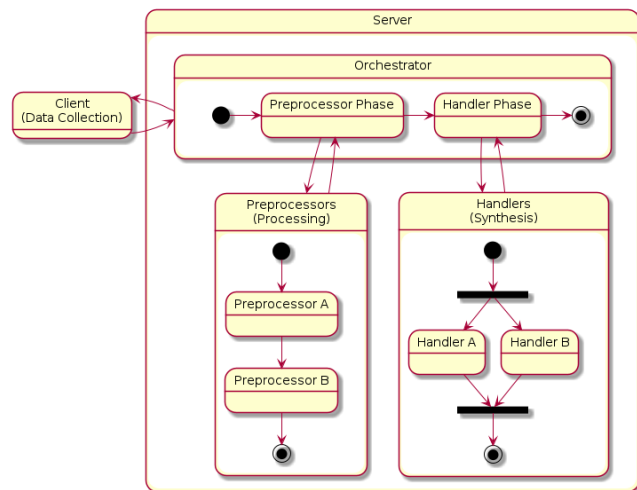 Server
Orchestrator
Client
(Data Collection)
Preprocessor Phase
Handler Phase
Preprocessors
(Processing)
Handlers
(Synthesis)
Preprocessor A
Handler A
Handler B
Preprocessor B